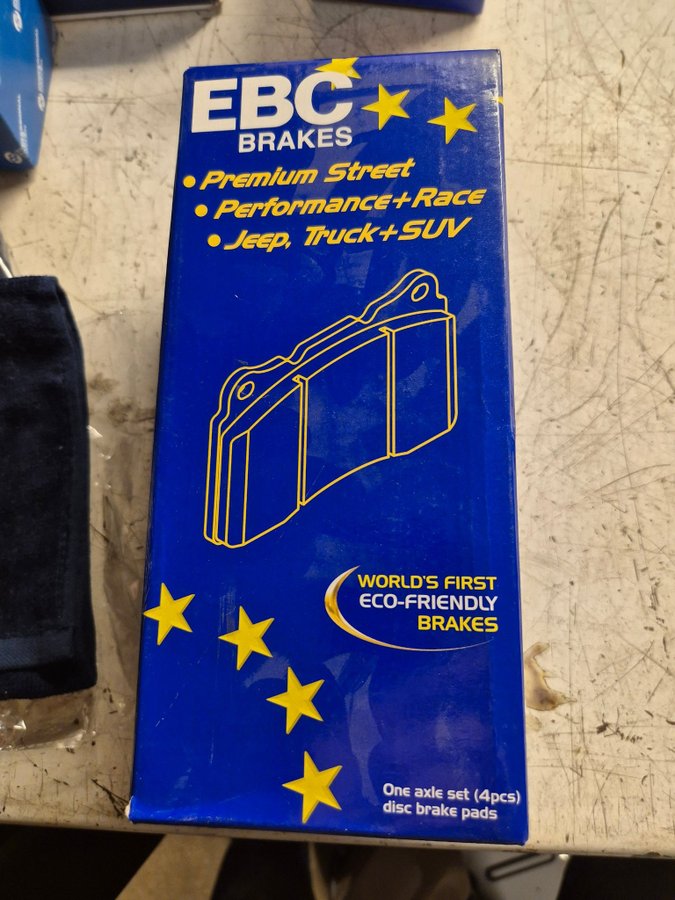 EBC
BRAKES
• Premium Street
• Performance+Race
• Jeep, Truck+SUV
WORLD'S FIRST
ECO-FRIENDLY
BRAKES
One axle set (4pcs)
disc brake pads